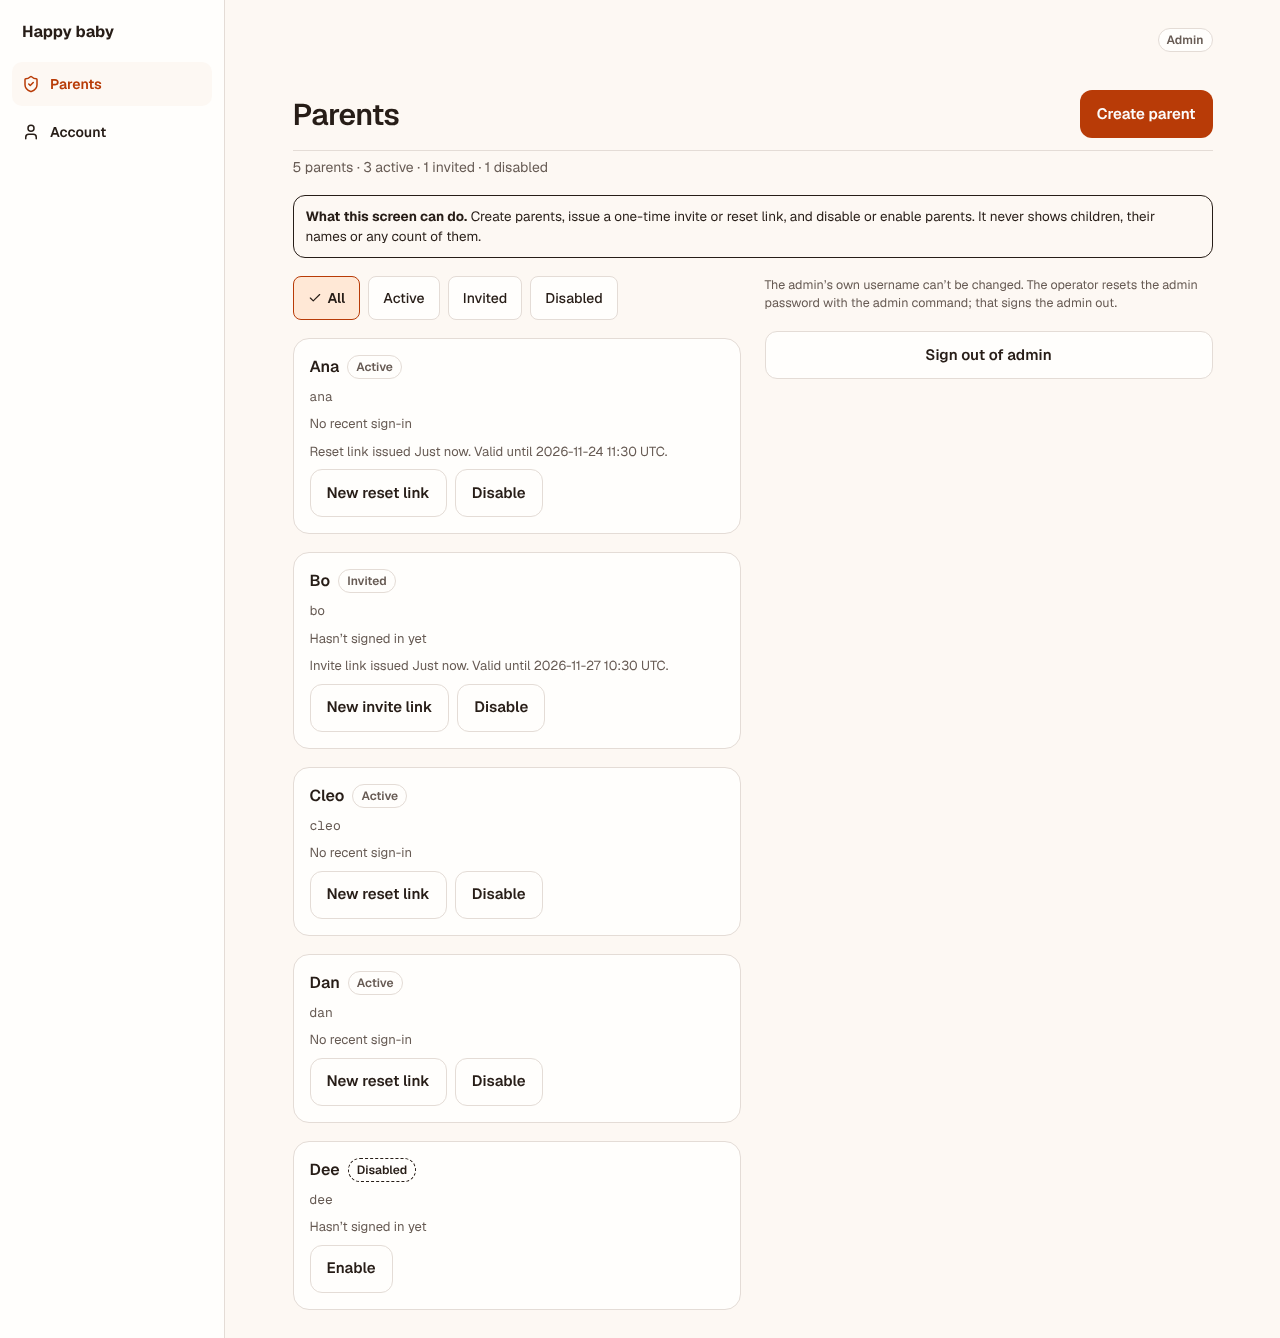 Happy baby
Parents
Account
Admin
Parents
Create parent
5 parents · 3 active · 1 invited · 1 disabled
What this screen can do. Create parents, issue a one-time invite or reset link, and disable or enable parents. It never shows children, their
names or any count of them.
All
Active
Invited
Disabled
The admin’s own username can’t be changed. The operator resets the admin
password with the admin command; that signs the admin out.
Sign out of admin
Ana Active
ana
No recent sign-in
Reset link issued Just now. Valid until 2026-11-24 11:30 UTC.
New reset link
Disable
Bo Invited
bo
Hasn’t signed in yet
Invite link issued Just now. Valid until 2026-11-27 10:30 UTC.
New invite link
Disable
Cleo Active
cleo
No recent sign-in
New reset link
Disable
Dan Active
dan
No recent sign-in
New reset link
Disable
Dee Disabled
dee
Hasn’t signed in yet
Enable